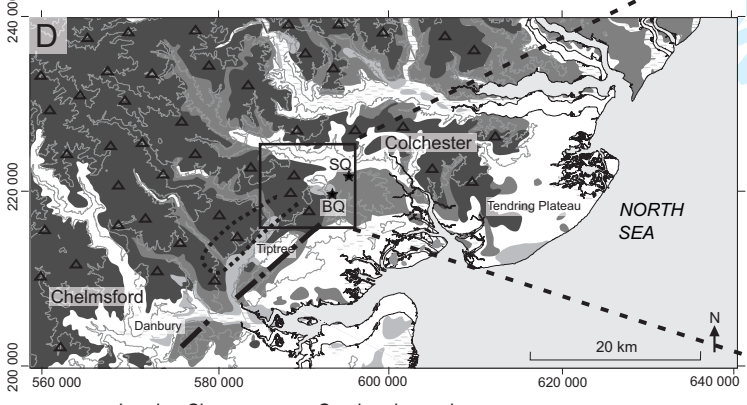 240 000
D
Colchester
SQ
220 000
BQ
Tendring Plateau
NORTH
SEA
Tiptree
Chelmsford
Danbury
N
20 km
200 000
560 000
580 000
600 000
620 000
640 000